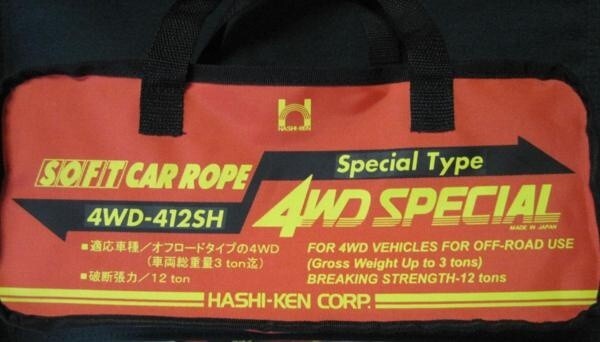 HASHI-KEN
SOFT CAR ROPE
Special Type
4WD-412SH
4WD SPECIAL
MADE IN JAPAN
■適応車種/オフロードタイプの4WD
(車両総重量3 ton迄)
■破断張力/12 ton
FOR 4WD VEHICLES FOR OFF-ROAD USE
(Gross Weight Up to 3 tons)
BREAKING STRENGTH-12 tons
HASHI-KEN CORP.